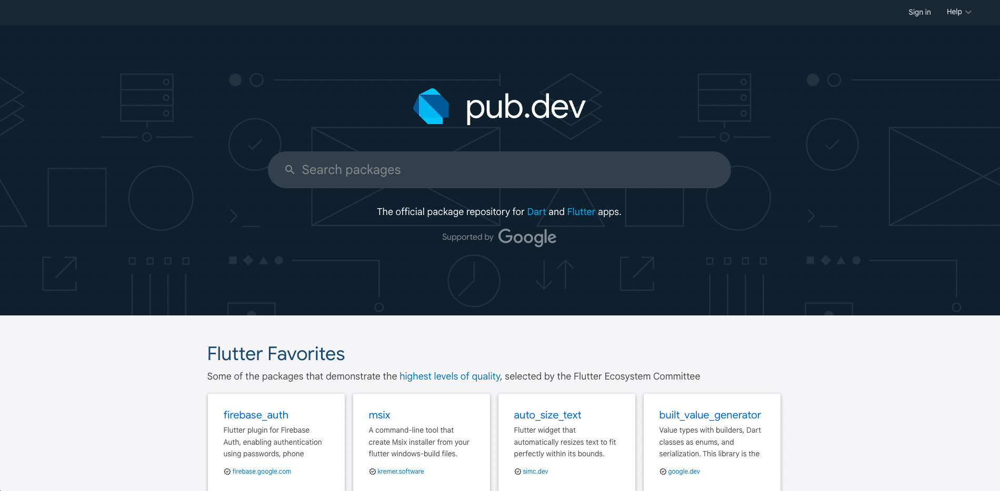 Sign in
Help
pub.dev
Search packages
The official package repository for Dart and Flutter apps.
Supported by Google
Flutter Favorites
Some of the packages that demonstrate the highest levels of quality, selected by the Flutter Ecosystem Committee
firebase_auth
Flutter plugin for Firebase
Auth, enabling authentication
using passwords, phone
firebase.google.com
msix
A command-line tool that
create Msix installer from your
flutter windows-build files.
kremer.software
auto_size_text
Flutter widget that
automatically resizes text to fit
perfectly within its bounds.
simc.dev
built_value_generator
Value types with builders, Dart
classes as enums, and
serialization. This library is the
google.dev